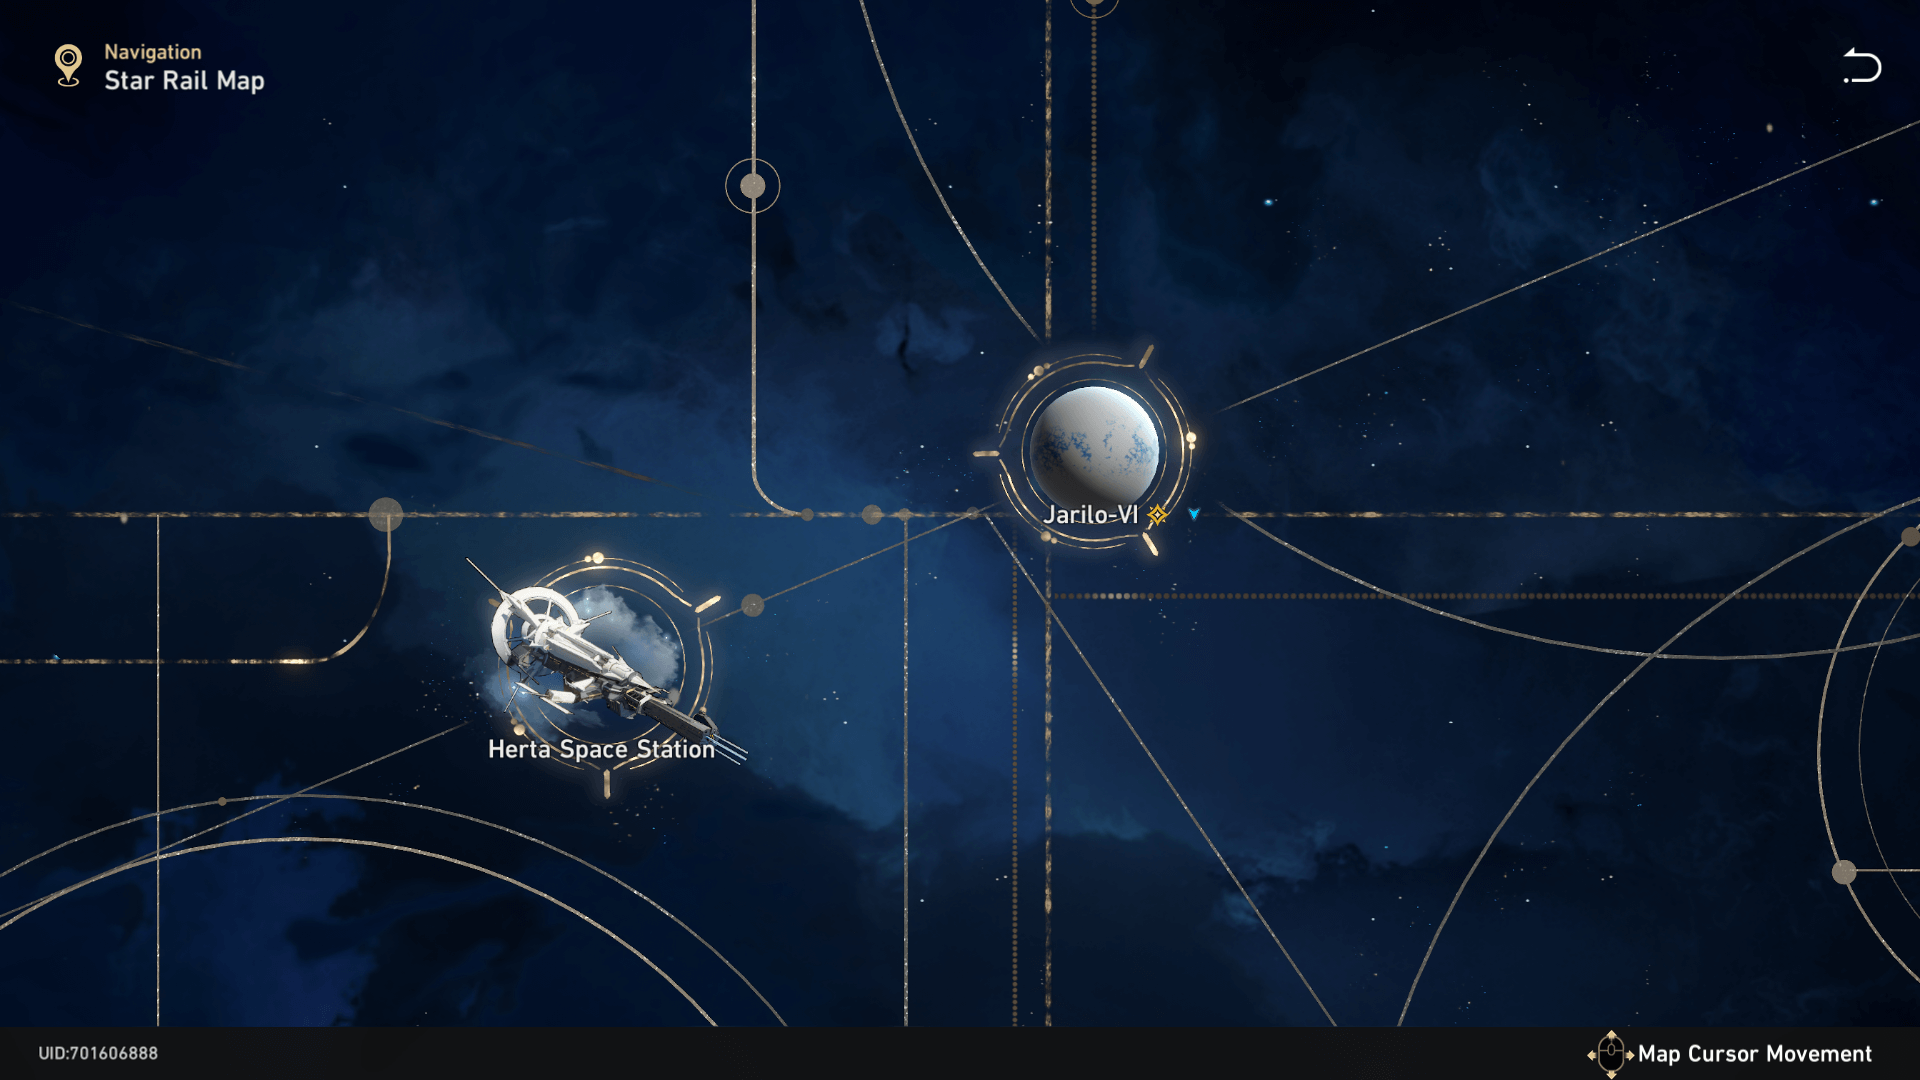 Navigation
Star Rail Map
Jarilo-VI
Herta Space Station
UID:701606888
Map Cursor Movement